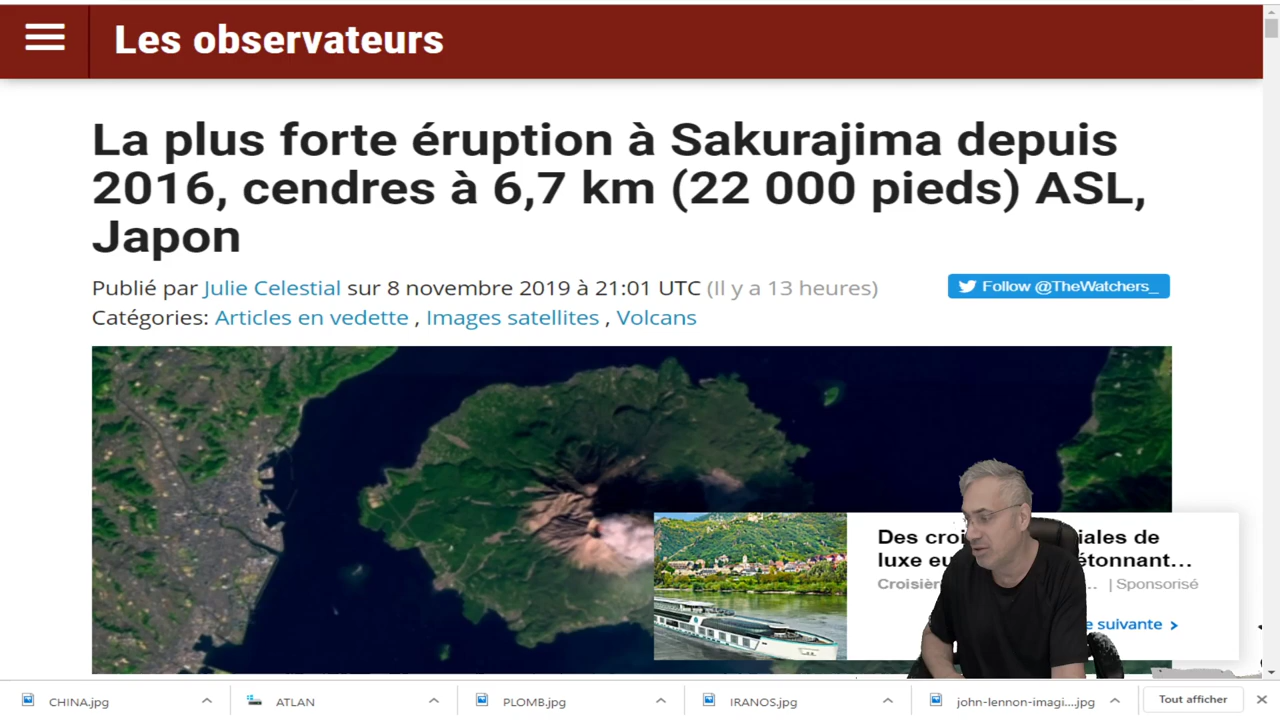 Les observateurs
La plus forte éruption à Sakurajima depuis
2016, cendres à 6,7 km (22 000 pieds) ASL,
Japon
Publié par Julie Celestial sur 8 novembre 2019 à 21:01 UTC (Il y a 13 heures)
Follow @TheWatchers_
Catégories: Articles en vedette , Images satellites , Volcans
Des iales de
luxe étonnant...
| Sponsorisé
suivante >
CHINA.jpg
ATLAN
PLOMB.jpg
IRANOS.jpg
john-lennon-imagi....jpg
Tout afficher